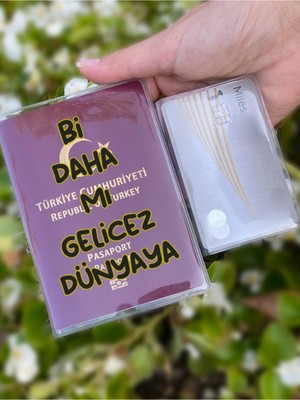 Bi
DAHA
TÜRKİYE CUMHURİYETİ
REPUBLIC OF TURKEY
Mi
GELİCEZ
PASAPORT
DÜNYAYA
Miles